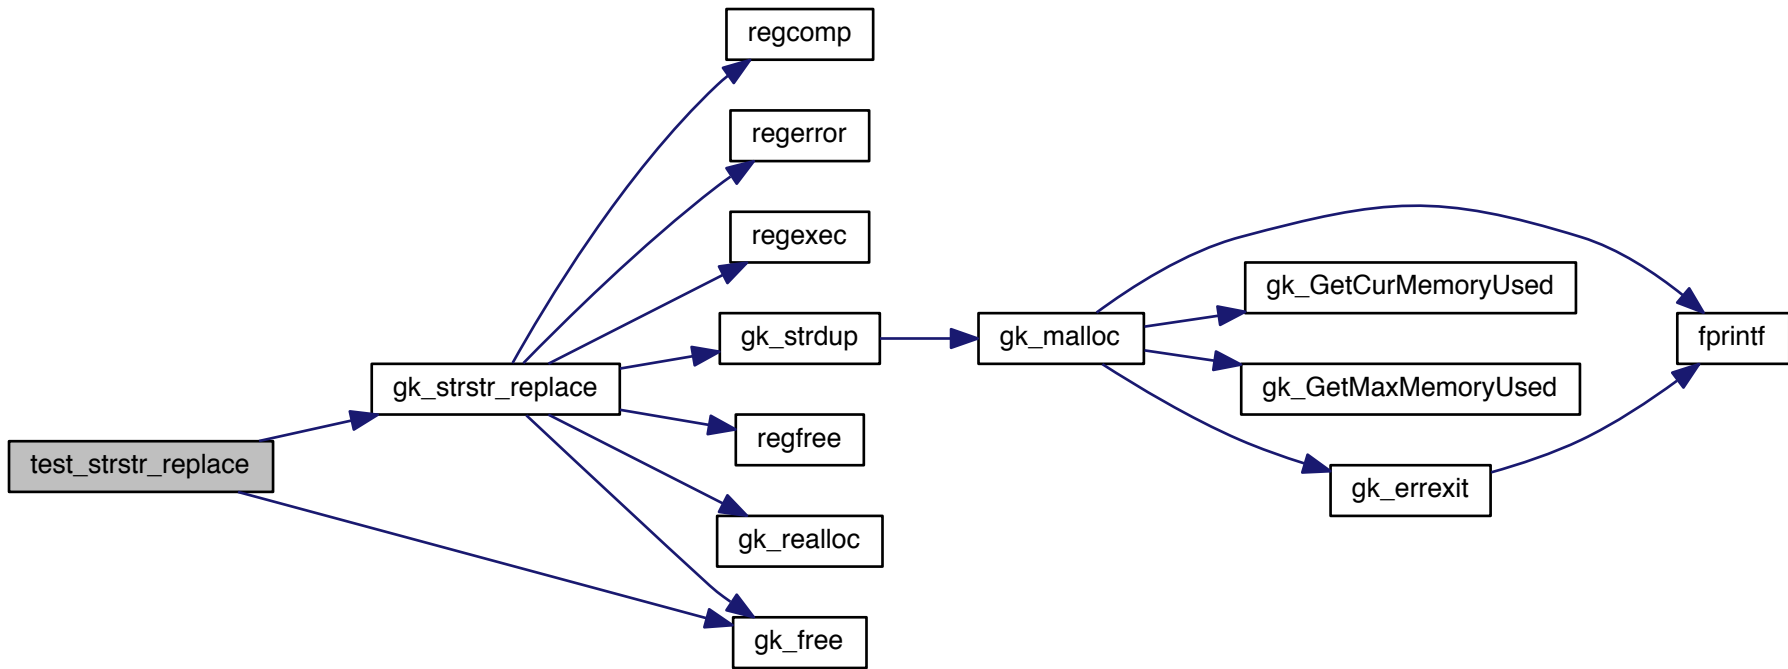 regcomp
regerror
regexec
gk_GetCurMemoryUsed
gk_strdup
gk_malloc
fprintf
gk_strstr_replace
gk_GetMaxMemoryUsed
regfree
test_strstr_replace
gk_errexit
gk_realloc
gk_free